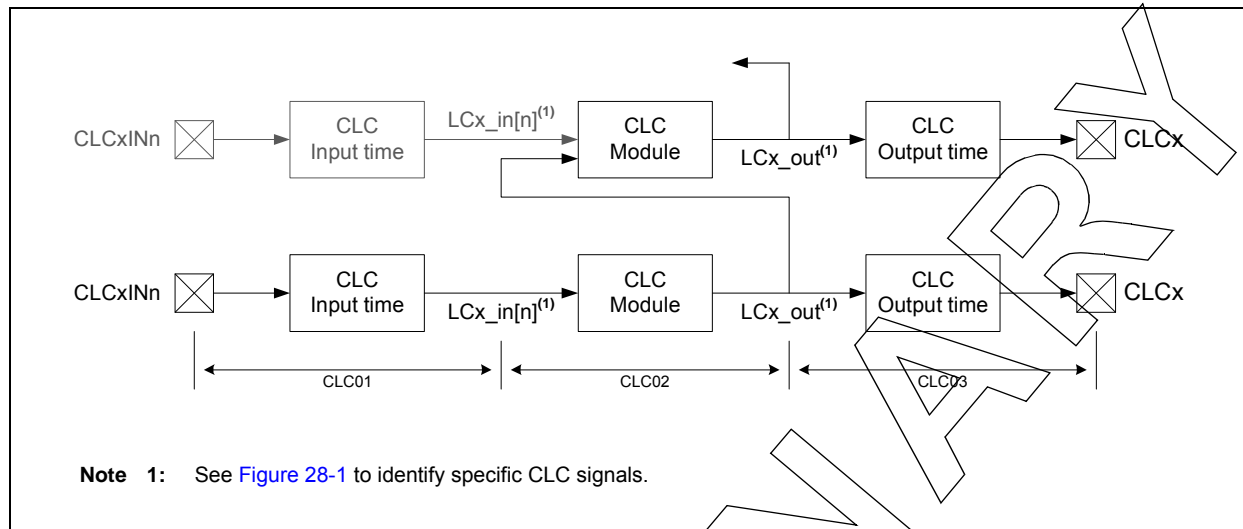 CLCxINn
CLC
Input time
LCx_in[n](1)
CLC
Module
LCx_out(1)
CLC
Output time
CLCx
CLCxINn
CLC
Input time
LCx_in[n](1)
CLC
Module
LCx_out(1)
CLC
Output time
CLCx
CLC01
CLC02
CLC03
Note 1: See Figure 28-1 to identify specific CLC signals.
ARY